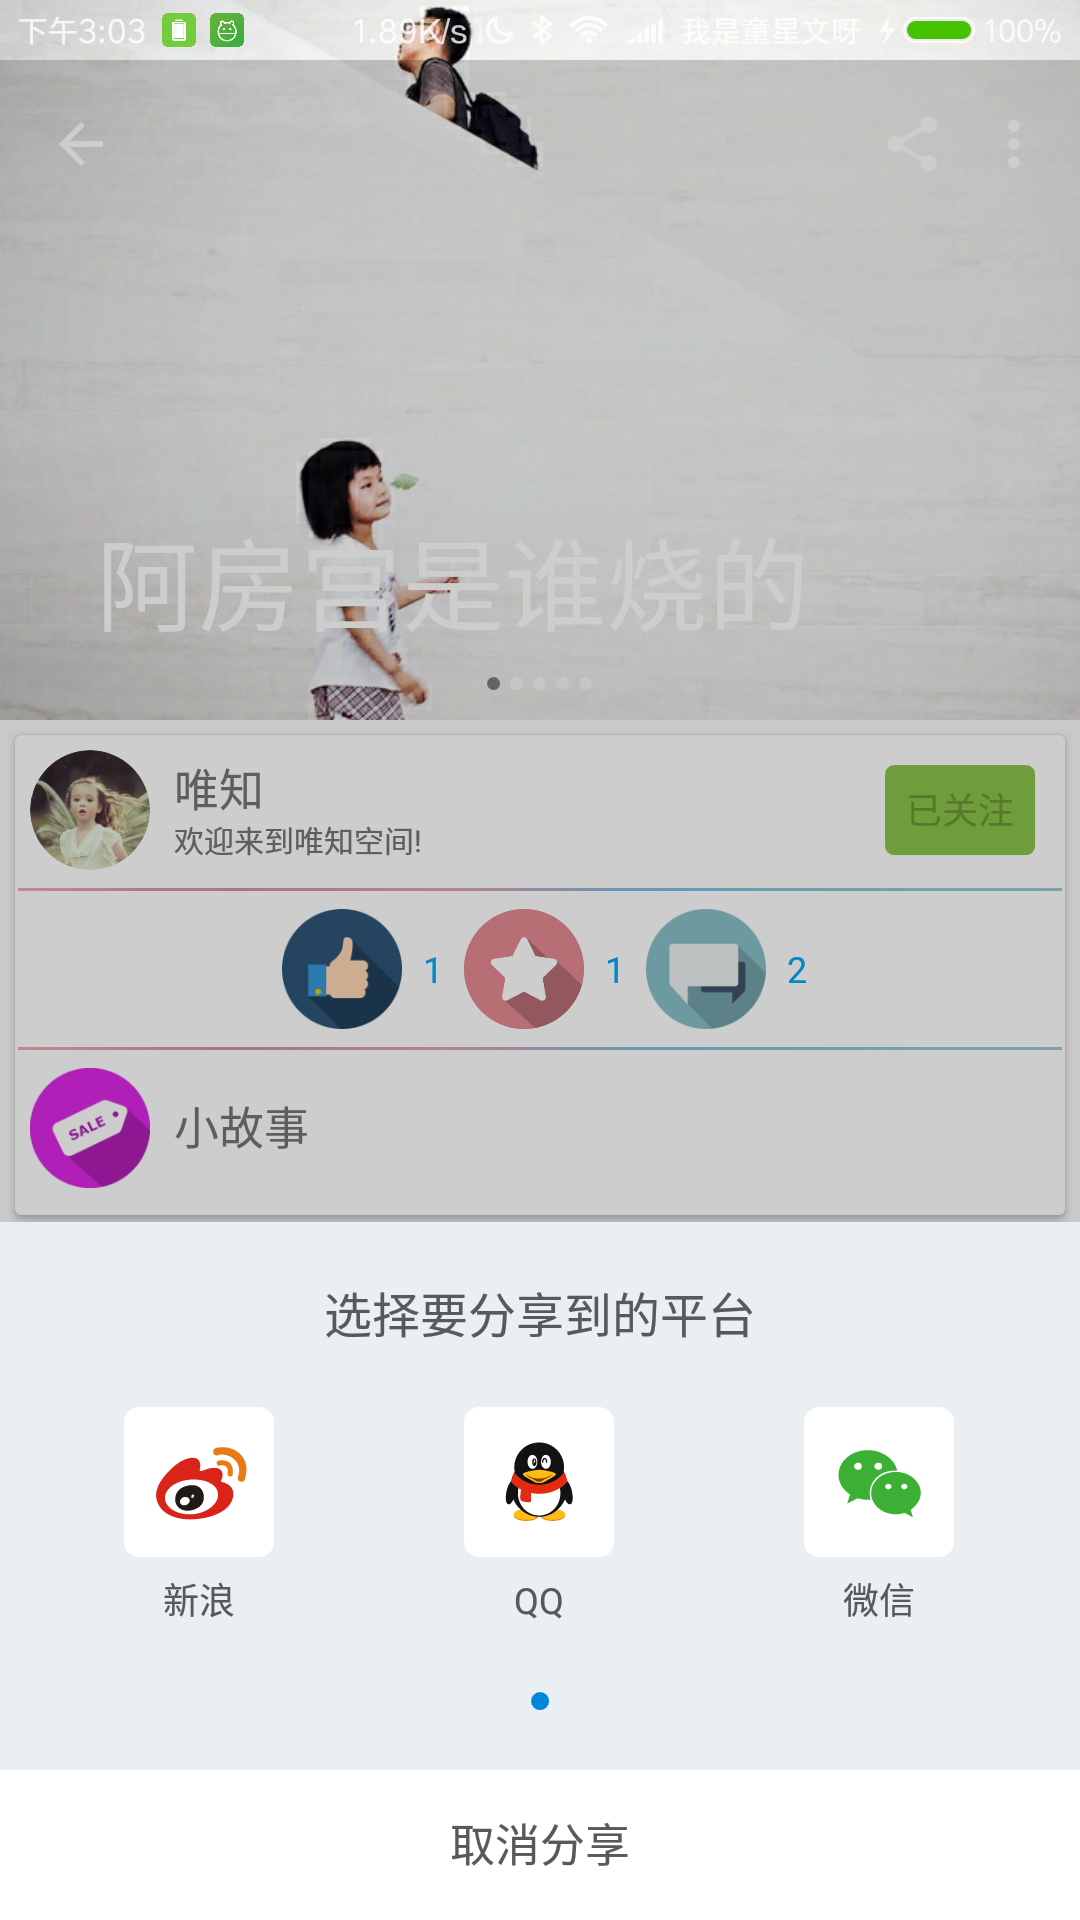 下午3:03 1.89K/s 我是童星文呀 100%
阿房宫是谁烧的
唯知
欢迎来到唯知空间!
已关注
1 1 2
SALE
小故事
选择要分享到的平台
新浪 QQ 微信
取消分享